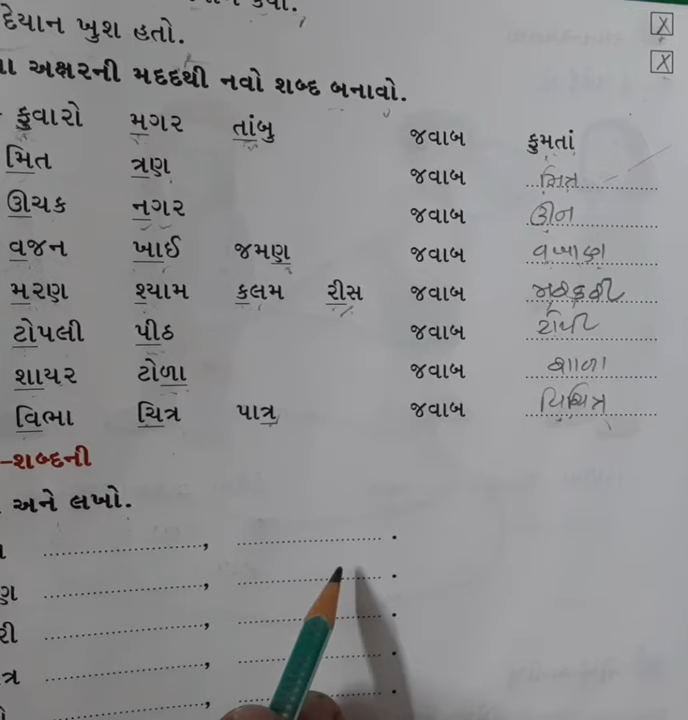 દેયાન ખુશ હતો.
અક્ષરની મદદથી નવો શબ્દ બનાવો.
ફુવારો મગર તાંબુ જવાબ ફુમતાં
મિત ત્રણ જવાબ મિત્ર
ઊચક નગર જવાબ ઊન
વજન ખાઈ જમણ જવાબ વખાણ
મરણ શ્યામ કલમ રીસ જવાબ
ટોપલી પીઠ જવાબ ટોપી
શાયર ટોળા જવાબ શાળા
વિભા ચિત્ર પાત્ર જવાબ વિચિત્ર
-શબ્દની
અને લખો.
ણ
રી
ત્ર